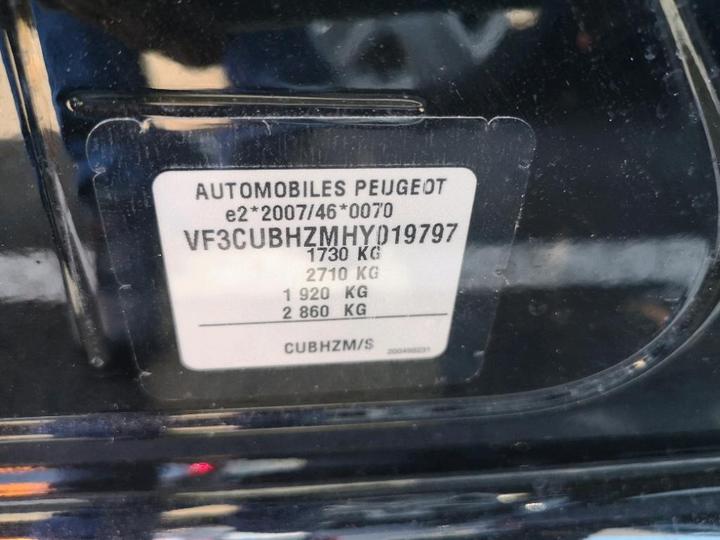 AUTOMOBILES PEUGEOT
e2*2007/46*0070
VF3CUBHZMHY019797
1730 KG
2710 KG
1 920 KG
2 860 KG
CUBHZM/S